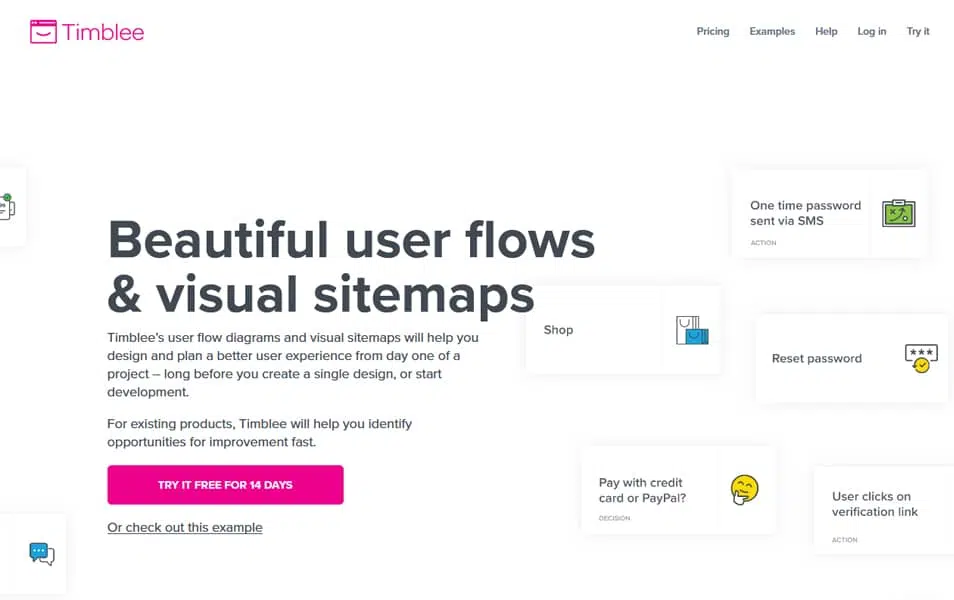 Timblee
Pricing
Examples
Help
Log in
Try it
One time password
sent via SMS
ACTION
Beautiful user flows
& visual sitemaps
Shop
Reset password
Timblee's user flow diagrams and visual sitemaps will help you
design and plan a better user experience from day one of a
project – long before you create a single design, or start
development.
For existing products, Timblee will help you identify
opportunities for improvement fast.
TRY IT FREE FOR 14 DAYS
Or check out this example
Pay with credit
card or PayPal?
DECISION
User clicks on
verification link
ACTION